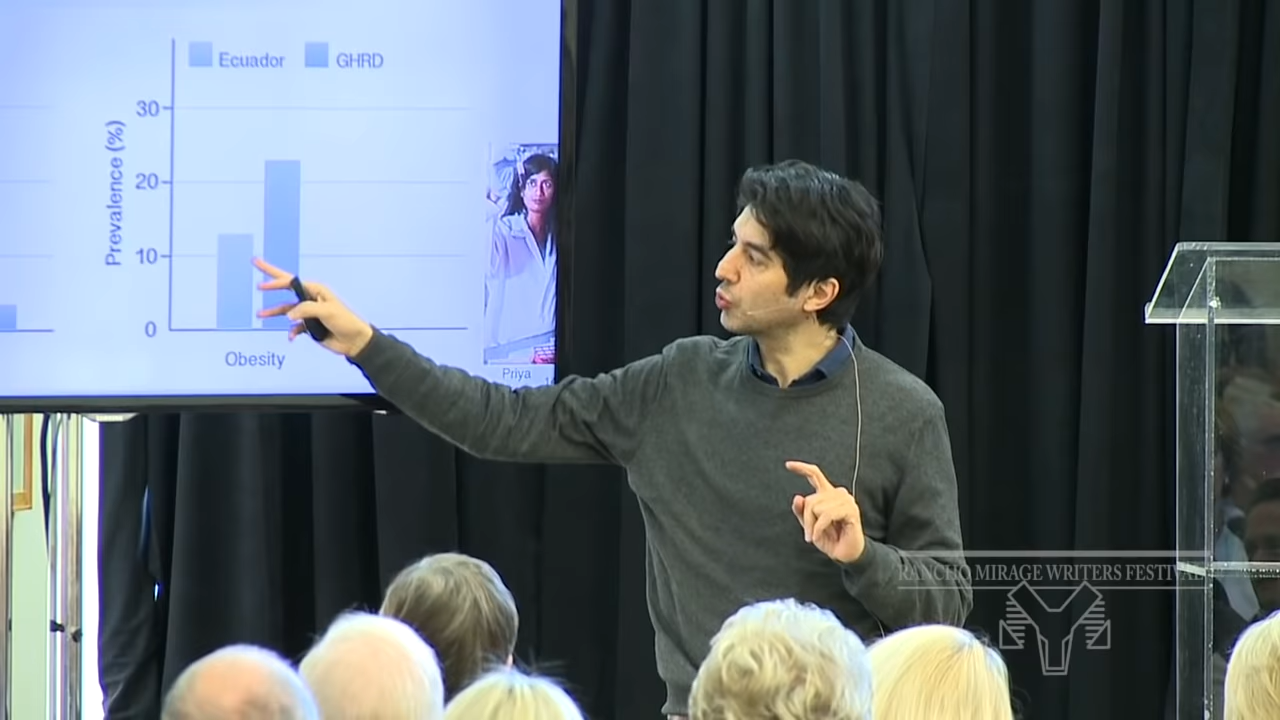 Ecuador GHRD
30
20
10
0
Prevalence (%)
Obesity
Priya
RANCHO MIRAGE WRITERS FESTIVAL